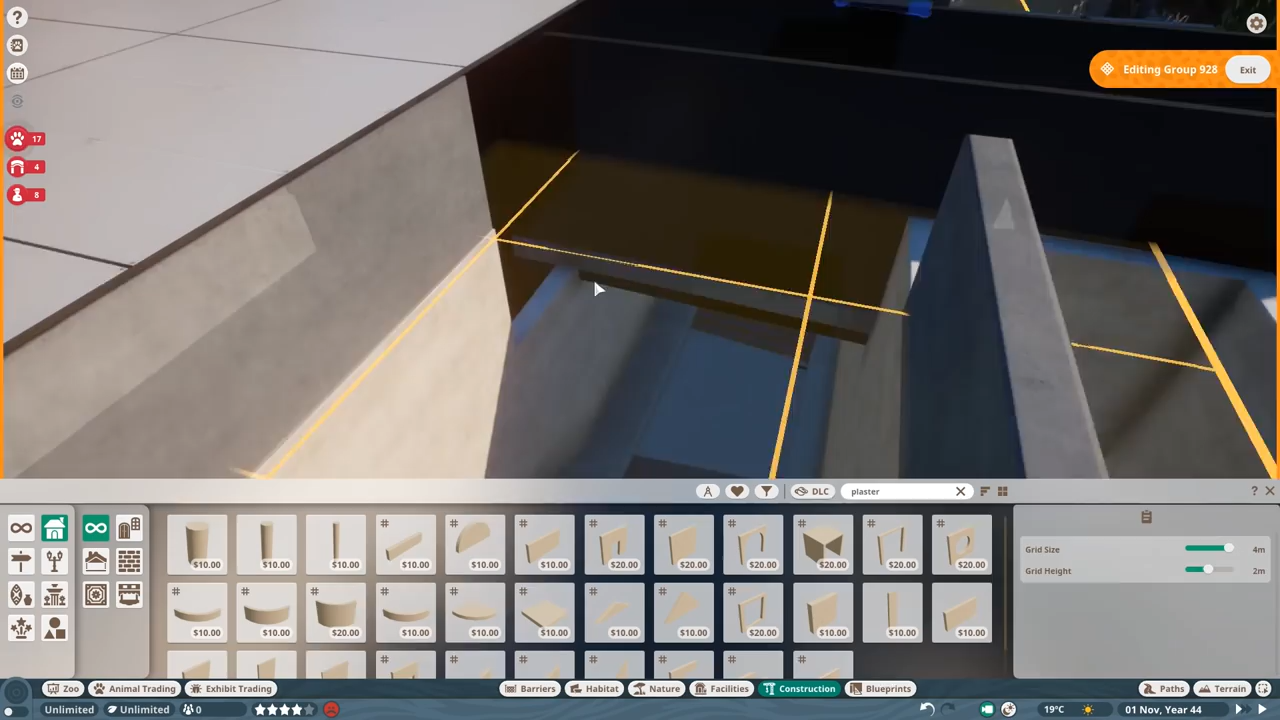 ?
Editing Group 928
Exit
17
4
8
DLC
plaster
?
$10.00
$10.00
$10.00
$10.00
$10.00
$10.00
$20.00
$20.00
$20.00
$20.00
$20.00
$20.00
Grid Size
4m
Grid Height
2m
$10.00
$10.00
$20.00
$10.00
$10.00
$10.00
$10.00
$10.00
$20.00
$10.00
$10.00
$10.00
Zoo
Animal Trading
Exhibit Trading
Barriers
Habitat
Nature
Facilities
Construction
Blueprints
Paths
Terrain
Unlimited
Unlimited
0
19°C
01 Nov, Year 44